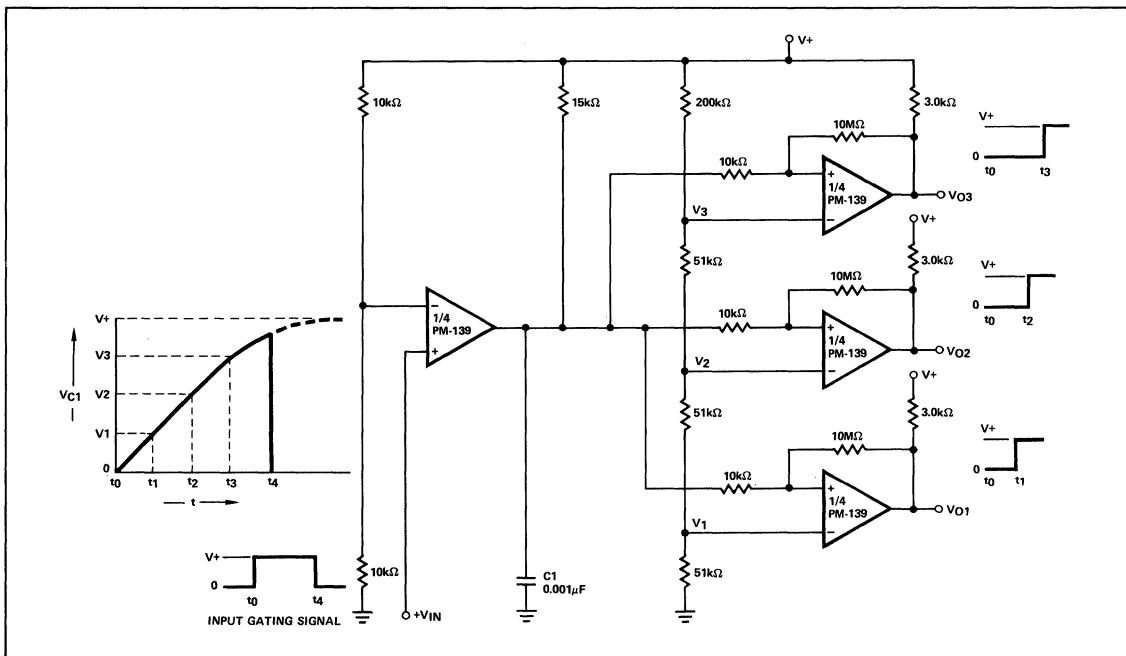 V+
10kΩ
15kΩ
200kΩ
3.0kΩ
10MΩ
10kΩ
+
1/4
PM-139
−
VO3
V+
0
t0
t3
V3
V+
51kΩ
3.0kΩ
10MΩ
10kΩ
+
1/4
PM-139
−
VO2
V+
0
t0
t2
−
1/4
PM-139
+
V2
V+
51kΩ
3.0kΩ
10MΩ
10kΩ
+
1/4
PM-139
−
VO1
V+
0
t0
t1
V1
51kΩ
VC1
V+
V3
V2
V1
0
t0
t1
t2
t3
t4
t
V+
0
t0
t4
INPUT GATING SIGNAL
10kΩ
+VIN
C1
0.001μF